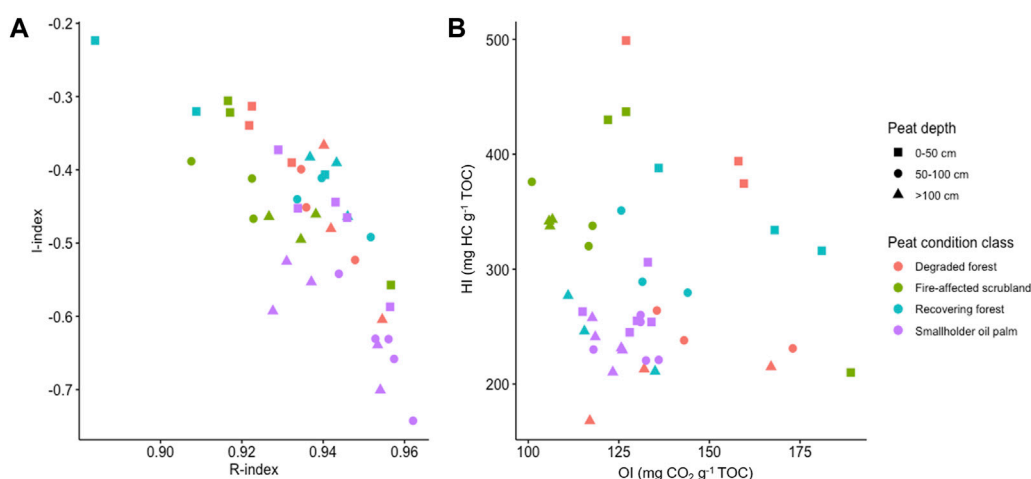 A
-0.2
-0.3
-0.4
-0.5
-0.6
-0.7
I-index
0.90 0.92 0.94 0.96
R-index
B
500
400
300
200
HI (mg HC g⁻¹ TOC)
100 125 150 175
OI (mg CO₂ g⁻¹ TOC)
Peat depth
0-50 cm
50-100 cm
>100 cm
Peat condition class
Degraded forest
Fire-affected scrubland
Recovering forest
Smallholder oil palm